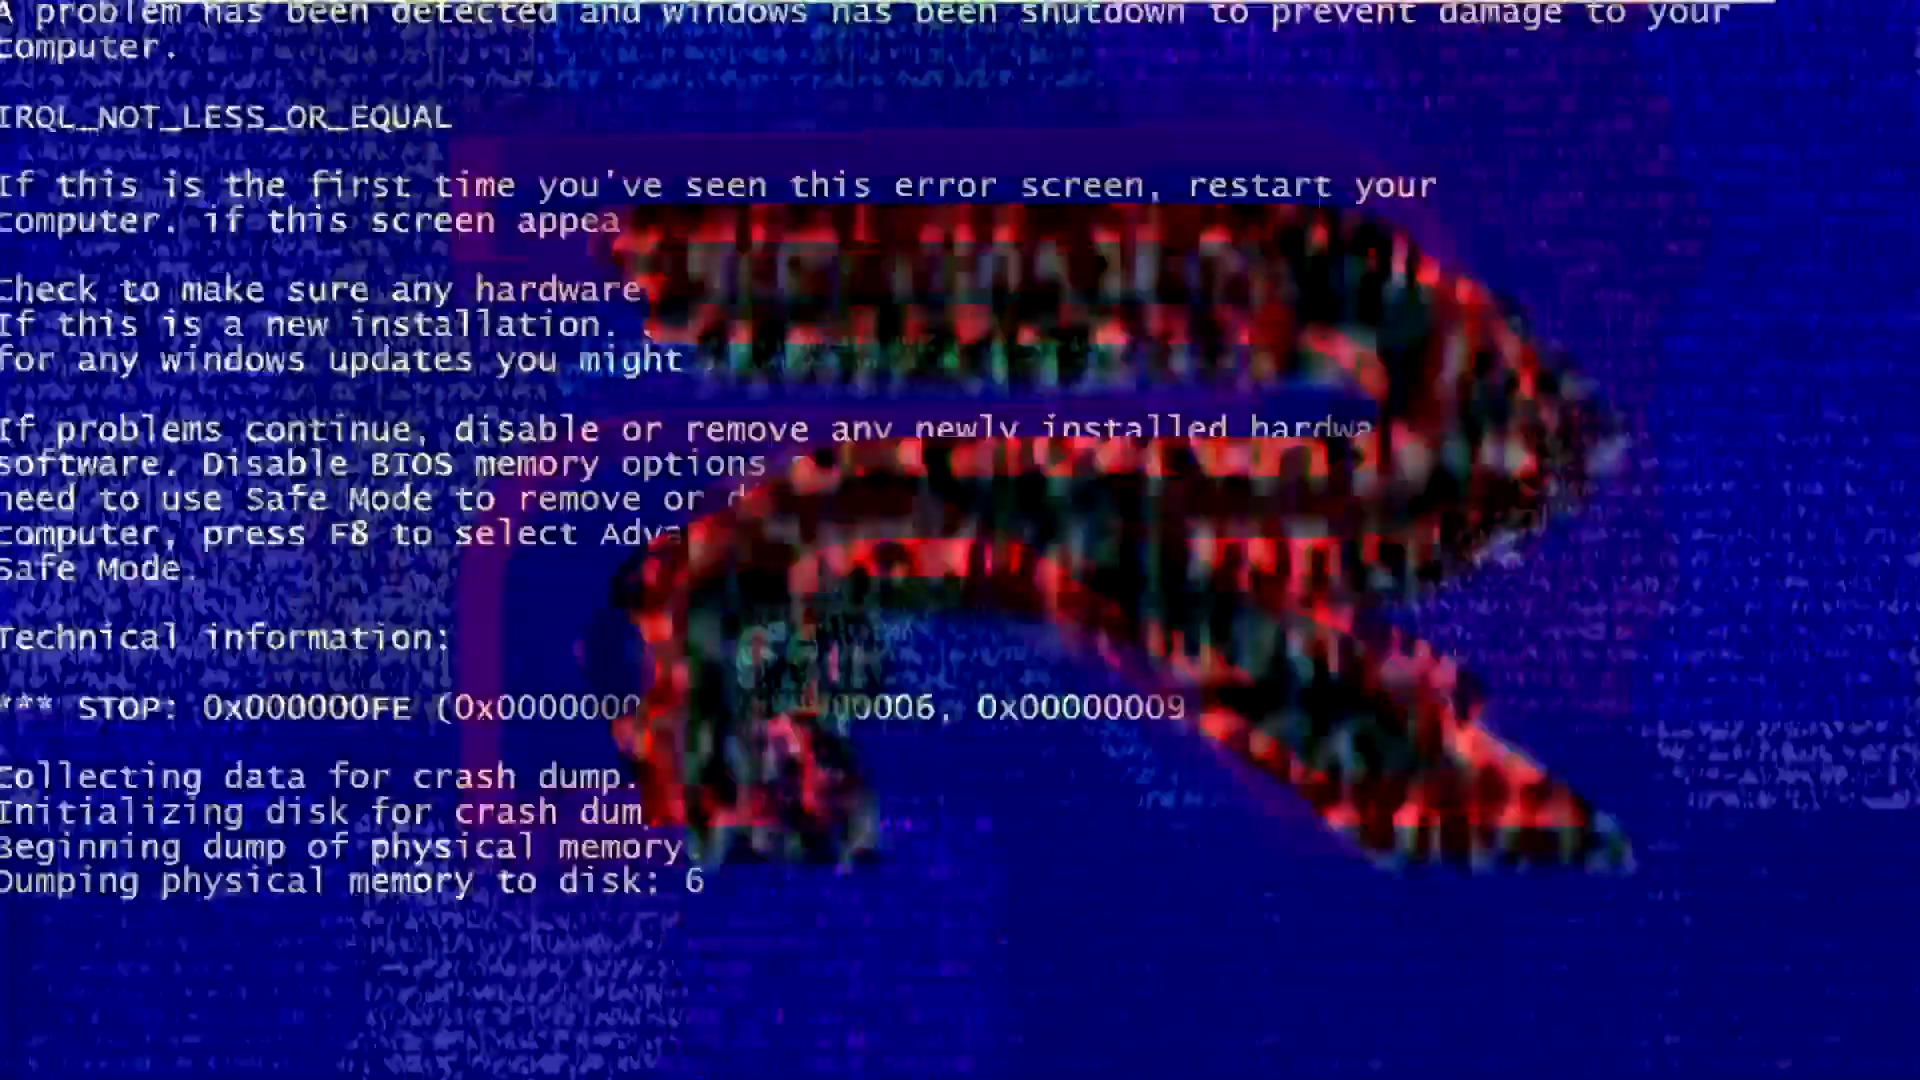 A problem has been detected and windows has been shutdown to prevent damage to your
computer.
IRQL_NOT_LESS_OR_EQUAL
If this is the first time you've seen this error screen, restart your
computer. if this screen appea
Check to make sure any hardware
If this is a new installation.
for any windows updates you might
If problems continue, disable or remove any newly installed hardwa
software. Disable BIOS memory options
need to use Safe Mode to remove or d
computer, press F8 to select Adva
Safe Mode.
Technical information:
*** STOP: 0x000000FE (0x0000000 00006, 0x00000009
Collecting data for crash dump.
Initializing disk for crash dum
Beginning dump of physical memory
Dumping physical memory to disk: 6